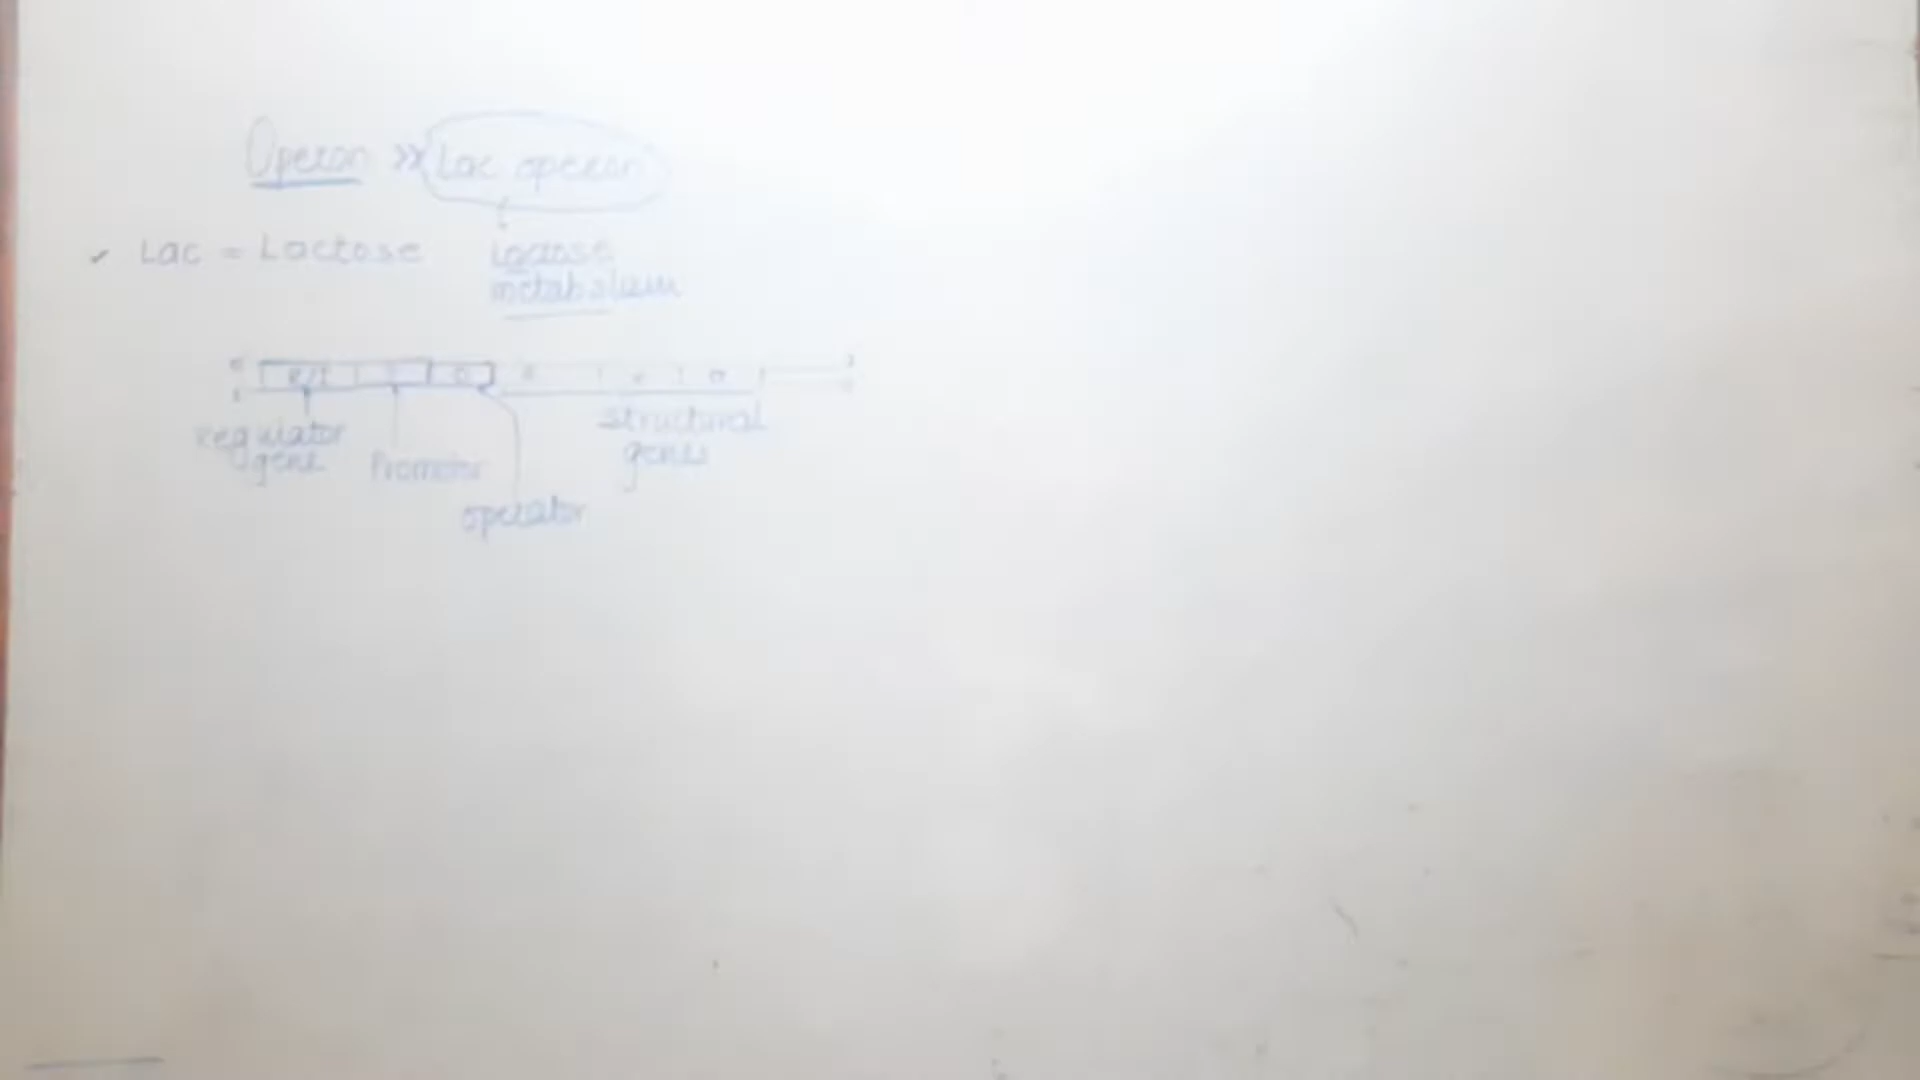 Operon >> Lac operon
✓ Lac = Lactose
lactose
metabolism
R/I O a
Regulator
gene
Promoter
operator
structural
genes